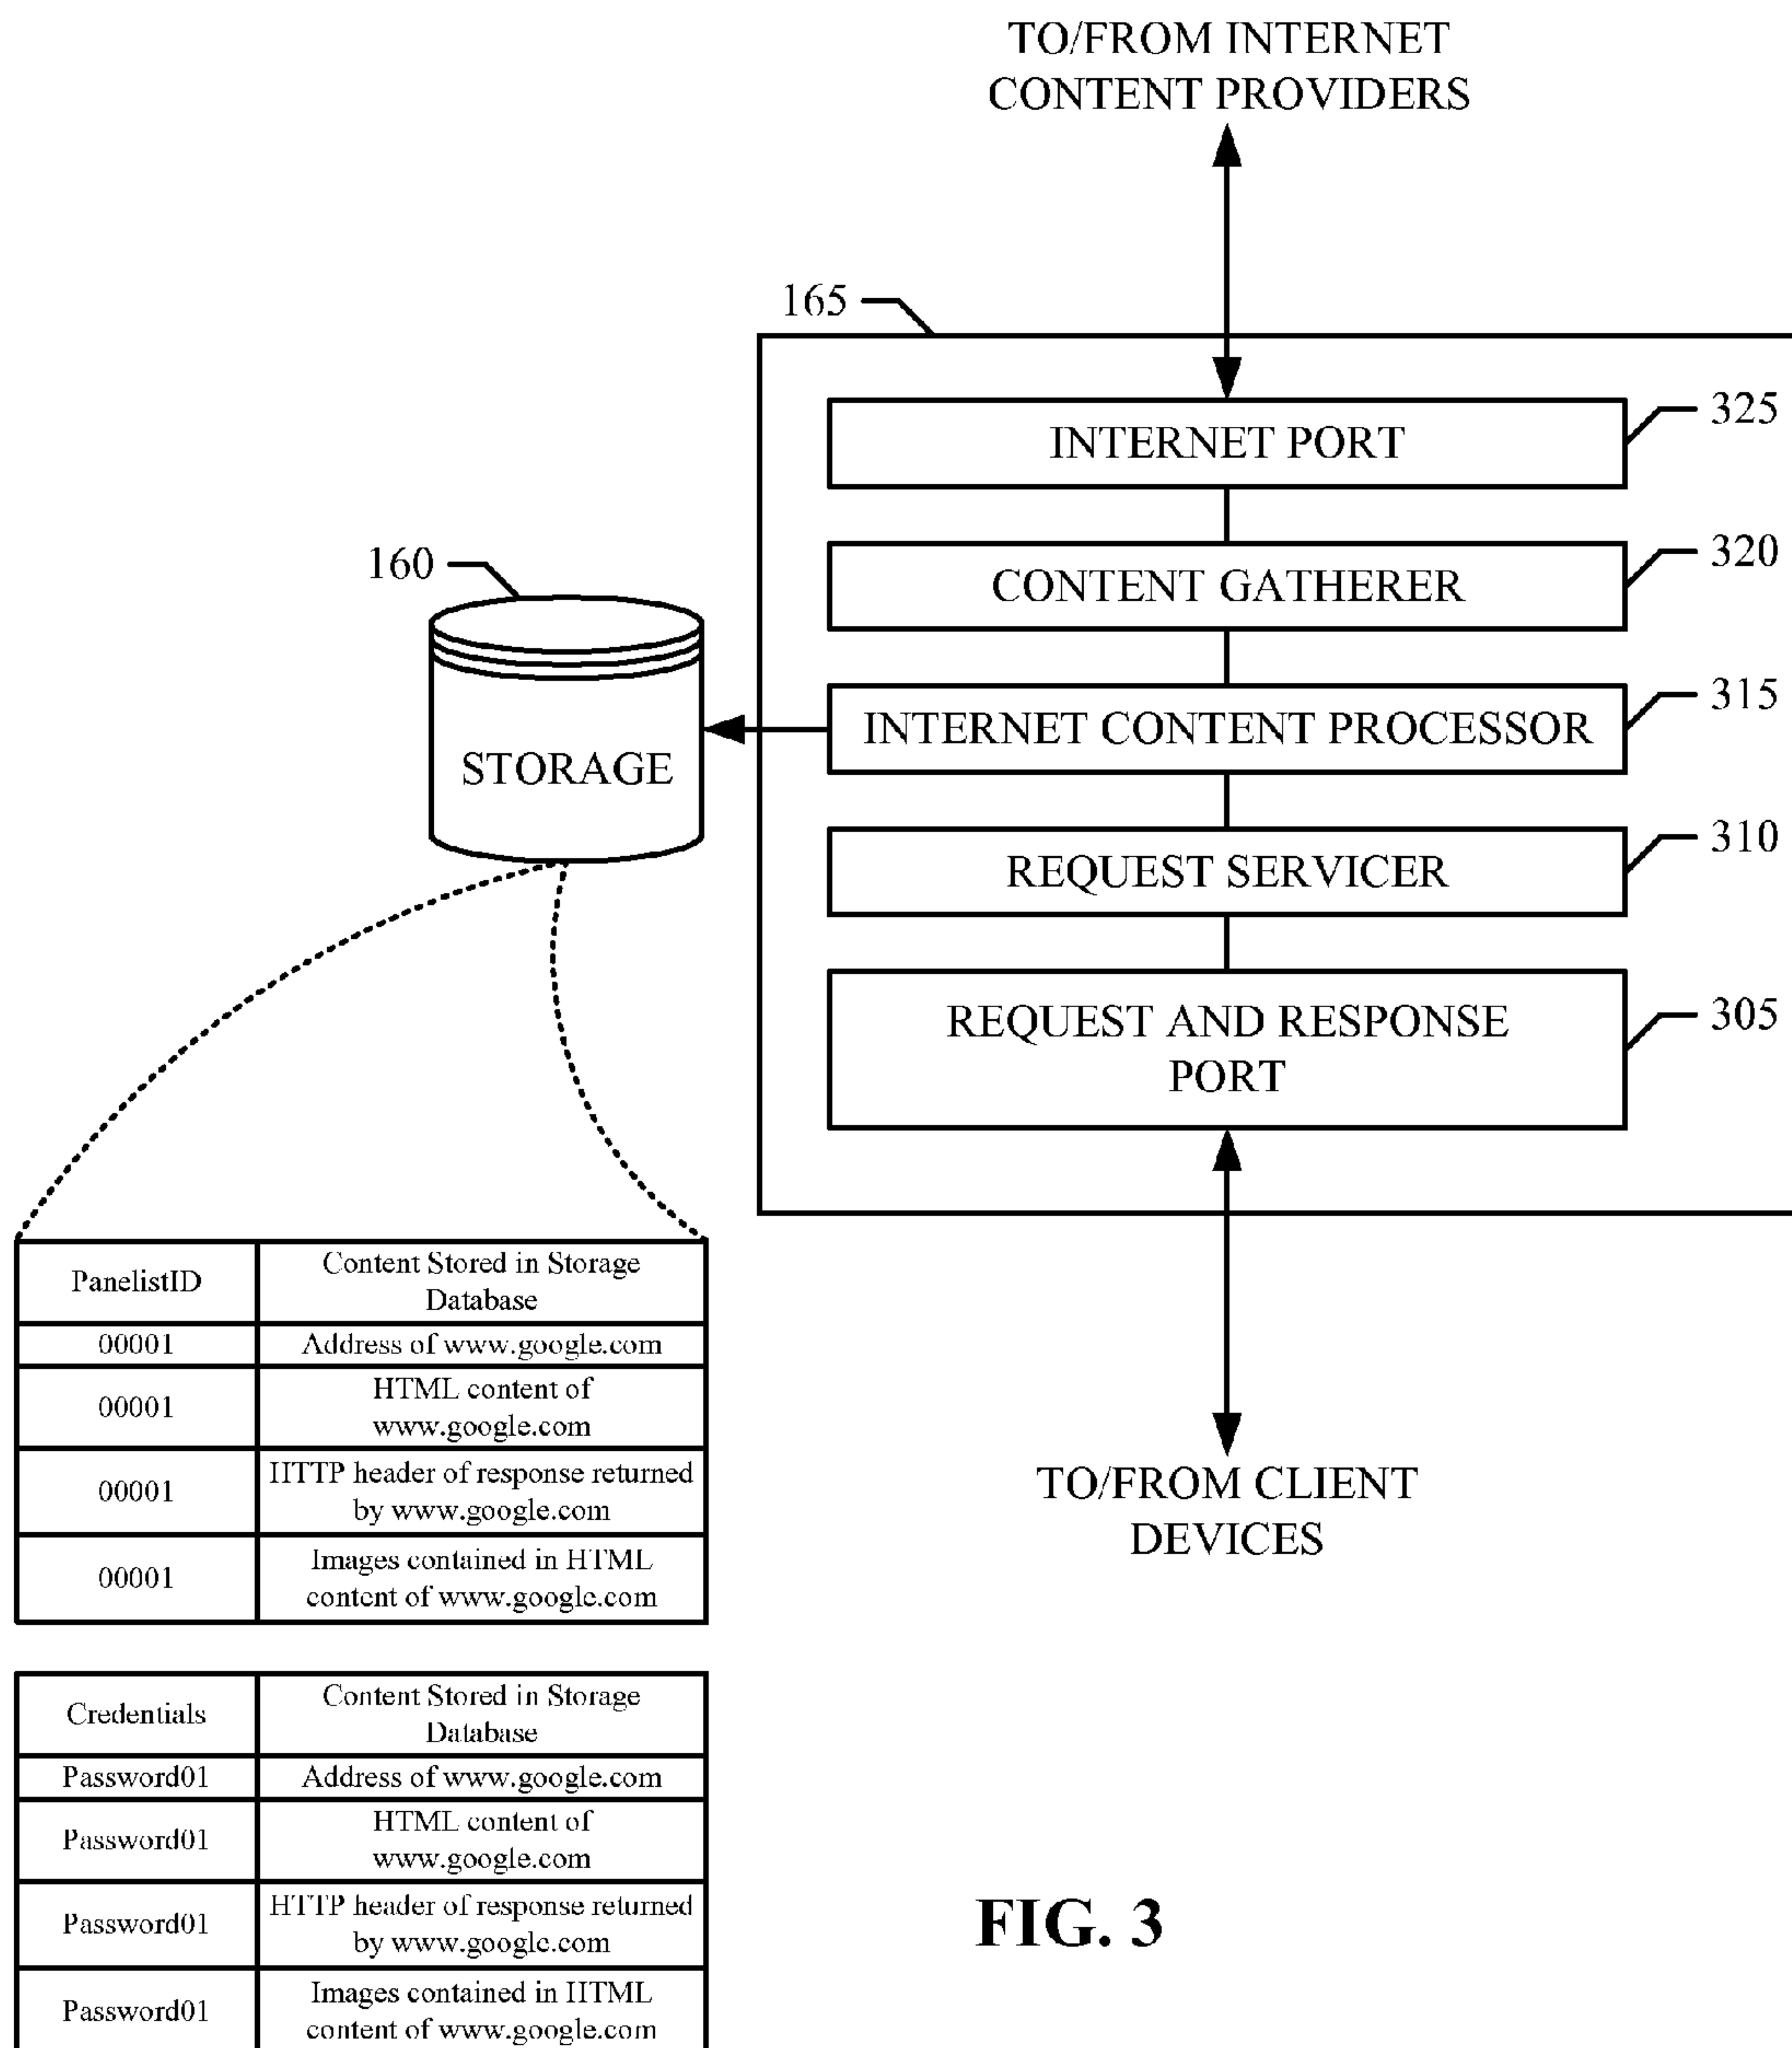 TO/FROM INTERNET
CONTENT PROVIDERS
165
INTERNET PORT
325
CONTENT GATHERER
320
160
INTERNET CONTENT PROCESSOR
315
STORAGE
REQUEST SERVICER
310
REQUEST AND RESPONSE
PORT
305
TO/FROM CLIENT
DEVICES
PanelistID
Content Stored in Storage
Database
00001
Address of www.google.com
00001
HTML content of
www.google.com
00001
HTTP header of response returned
by www.google.com
00001
Images contained in HTML
content of www.google.com
Credentials
Content Stored in Storage
Database
Password01
Address of www.google.com
Password01
HTML content of
www.google.com
Password01
HTTP header of response returned
by www.google.com
Password01
Images contained in HTML
content of www.google.com
FIG. 3